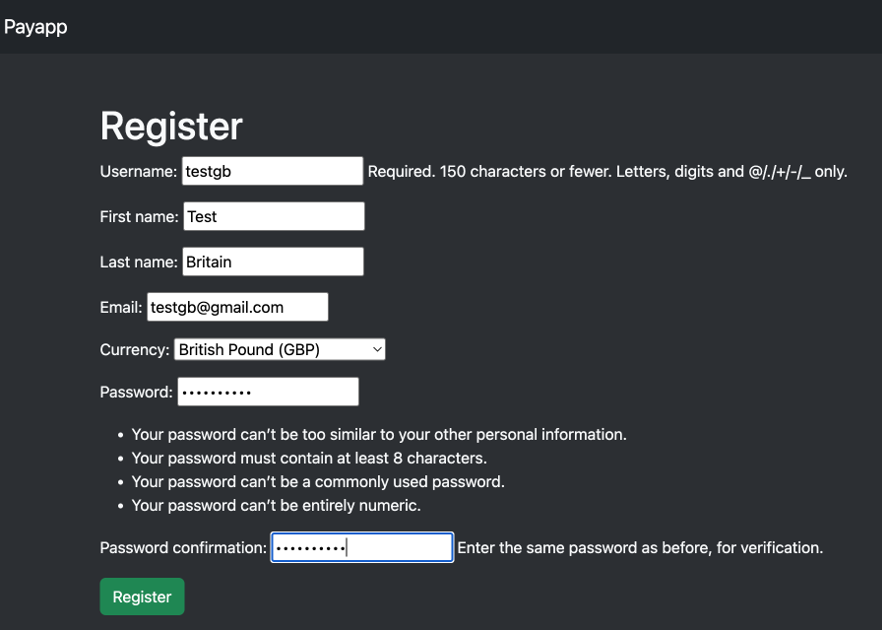 Payapp
Register
Username: testgb Required. 150 characters or fewer. Letters, digits and @/./+/-/_ only.
First name: Test
Last name: Britain
Email: testgb@gmail.com
Currency: British Pound (GBP)
Password: ••••••••••
• Your password can’t be too similar to your other personal information.
• Your password must contain at least 8 characters.
• Your password can’t be a commonly used password.
• Your password can’t be entirely numeric.
Password confirmation: •••••••••• Enter the same password as before, for verification.
Register